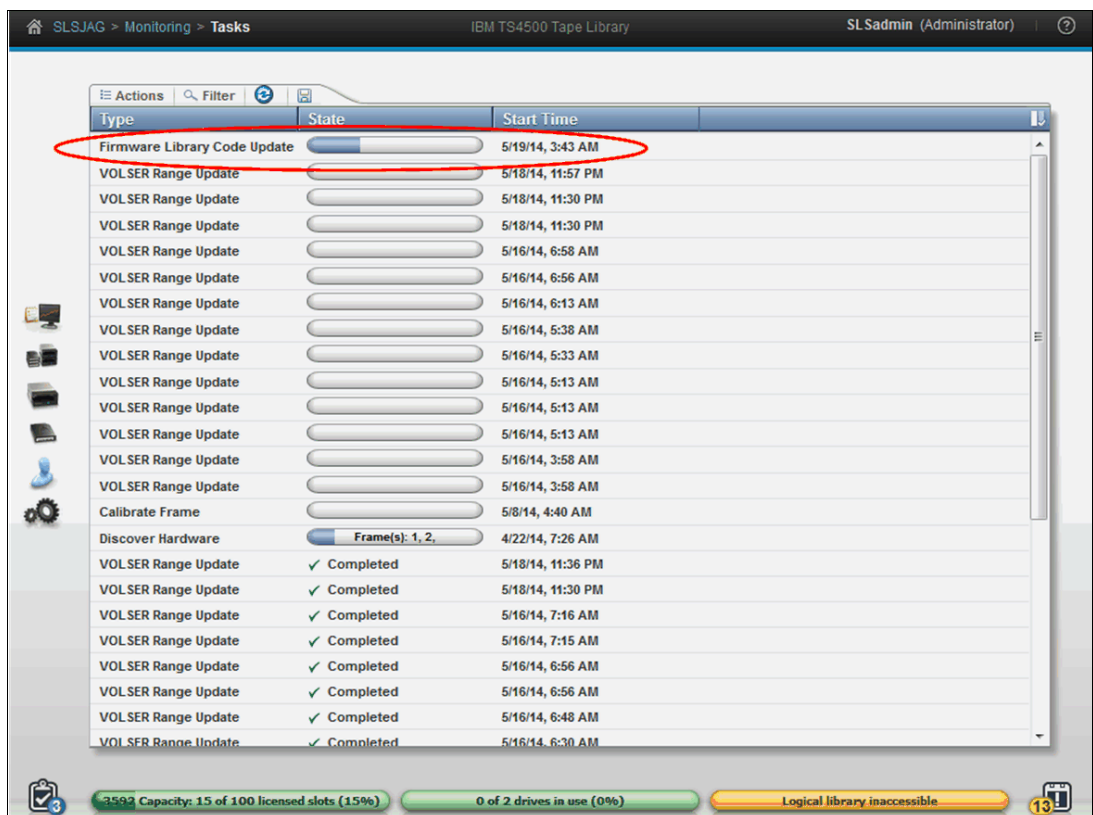 SLSJAG > Monitoring > Tasks IBM TS4500 Tape Library SLSadmin (Administrator) ?
Actions Filter
Type State Start Time
Firmware Library Code Update 5/19/14, 3:43 AM
VOLSER Range Update 5/18/14, 11:57 PM
VOLSER Range Update 5/18/14, 11:30 PM
VOLSER Range Update 5/18/14, 11:30 PM
VOLSER Range Update 5/16/14, 6:58 AM
VOLSER Range Update 5/16/14, 6:56 AM
VOLSER Range Update 5/16/14, 6:13 AM
VOLSER Range Update 5/16/14, 5:38 AM
VOLSER Range Update 5/16/14, 5:33 AM
VOLSER Range Update 5/16/14, 5:13 AM
VOLSER Range Update 5/16/14, 5:13 AM
VOLSER Range Update 5/16/14, 5:13 AM
VOLSER Range Update 5/16/14, 3:58 AM
VOLSER Range Update 5/16/14, 3:58 AM
Calibrate Frame 5/8/14, 4:40 AM
Discover Hardware Frame(s): 1, 2, 4/22/14, 7:26 AM
VOLSER Range Update ✓ Completed 5/18/14, 11:36 PM
VOLSER Range Update ✓ Completed 5/18/14, 11:30 PM
VOLSER Range Update ✓ Completed 5/16/14, 7:16 AM
VOLSER Range Update ✓ Completed 5/16/14, 7:15 AM
VOLSER Range Update ✓ Completed 5/16/14, 6:56 AM
VOLSER Range Update ✓ Completed 5/16/14, 6:56 AM
VOLSER Range Update ✓ Completed 5/16/14, 6:48 AM
VOLSER Range Update ✓ Completed 5/16/14, 6:30 AM
3 3592 Capacity: 15 of 100 licensed slots (15%) 0 of 2 drives in use (0%) Logical library inaccessible 13